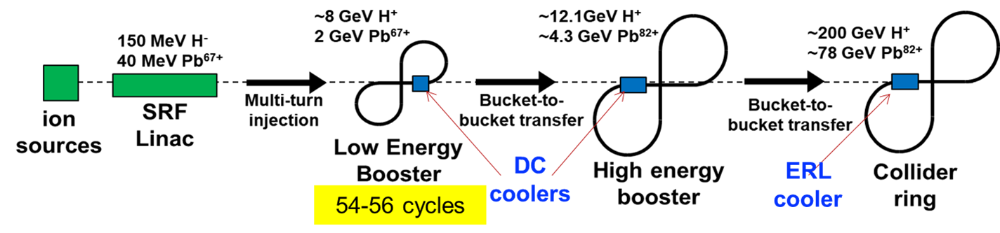 ion
sources
150 MeV H-
40 MeV Pb67+
SRF
Linac
Multi-turn
injection
~8 GeV H+
2 GeV Pb67+
Low Energy
Booster
54-56 cycles
Bucket-to-
bucket transfer
DC
coolers
~12.1GeV H+
~4.3 GeV Pb82+
High energy
booster
Bucket-to-
bucket transfer
ERL
cooler
~200 GeV H+
~78 GeV Pb82+
Collider
ring